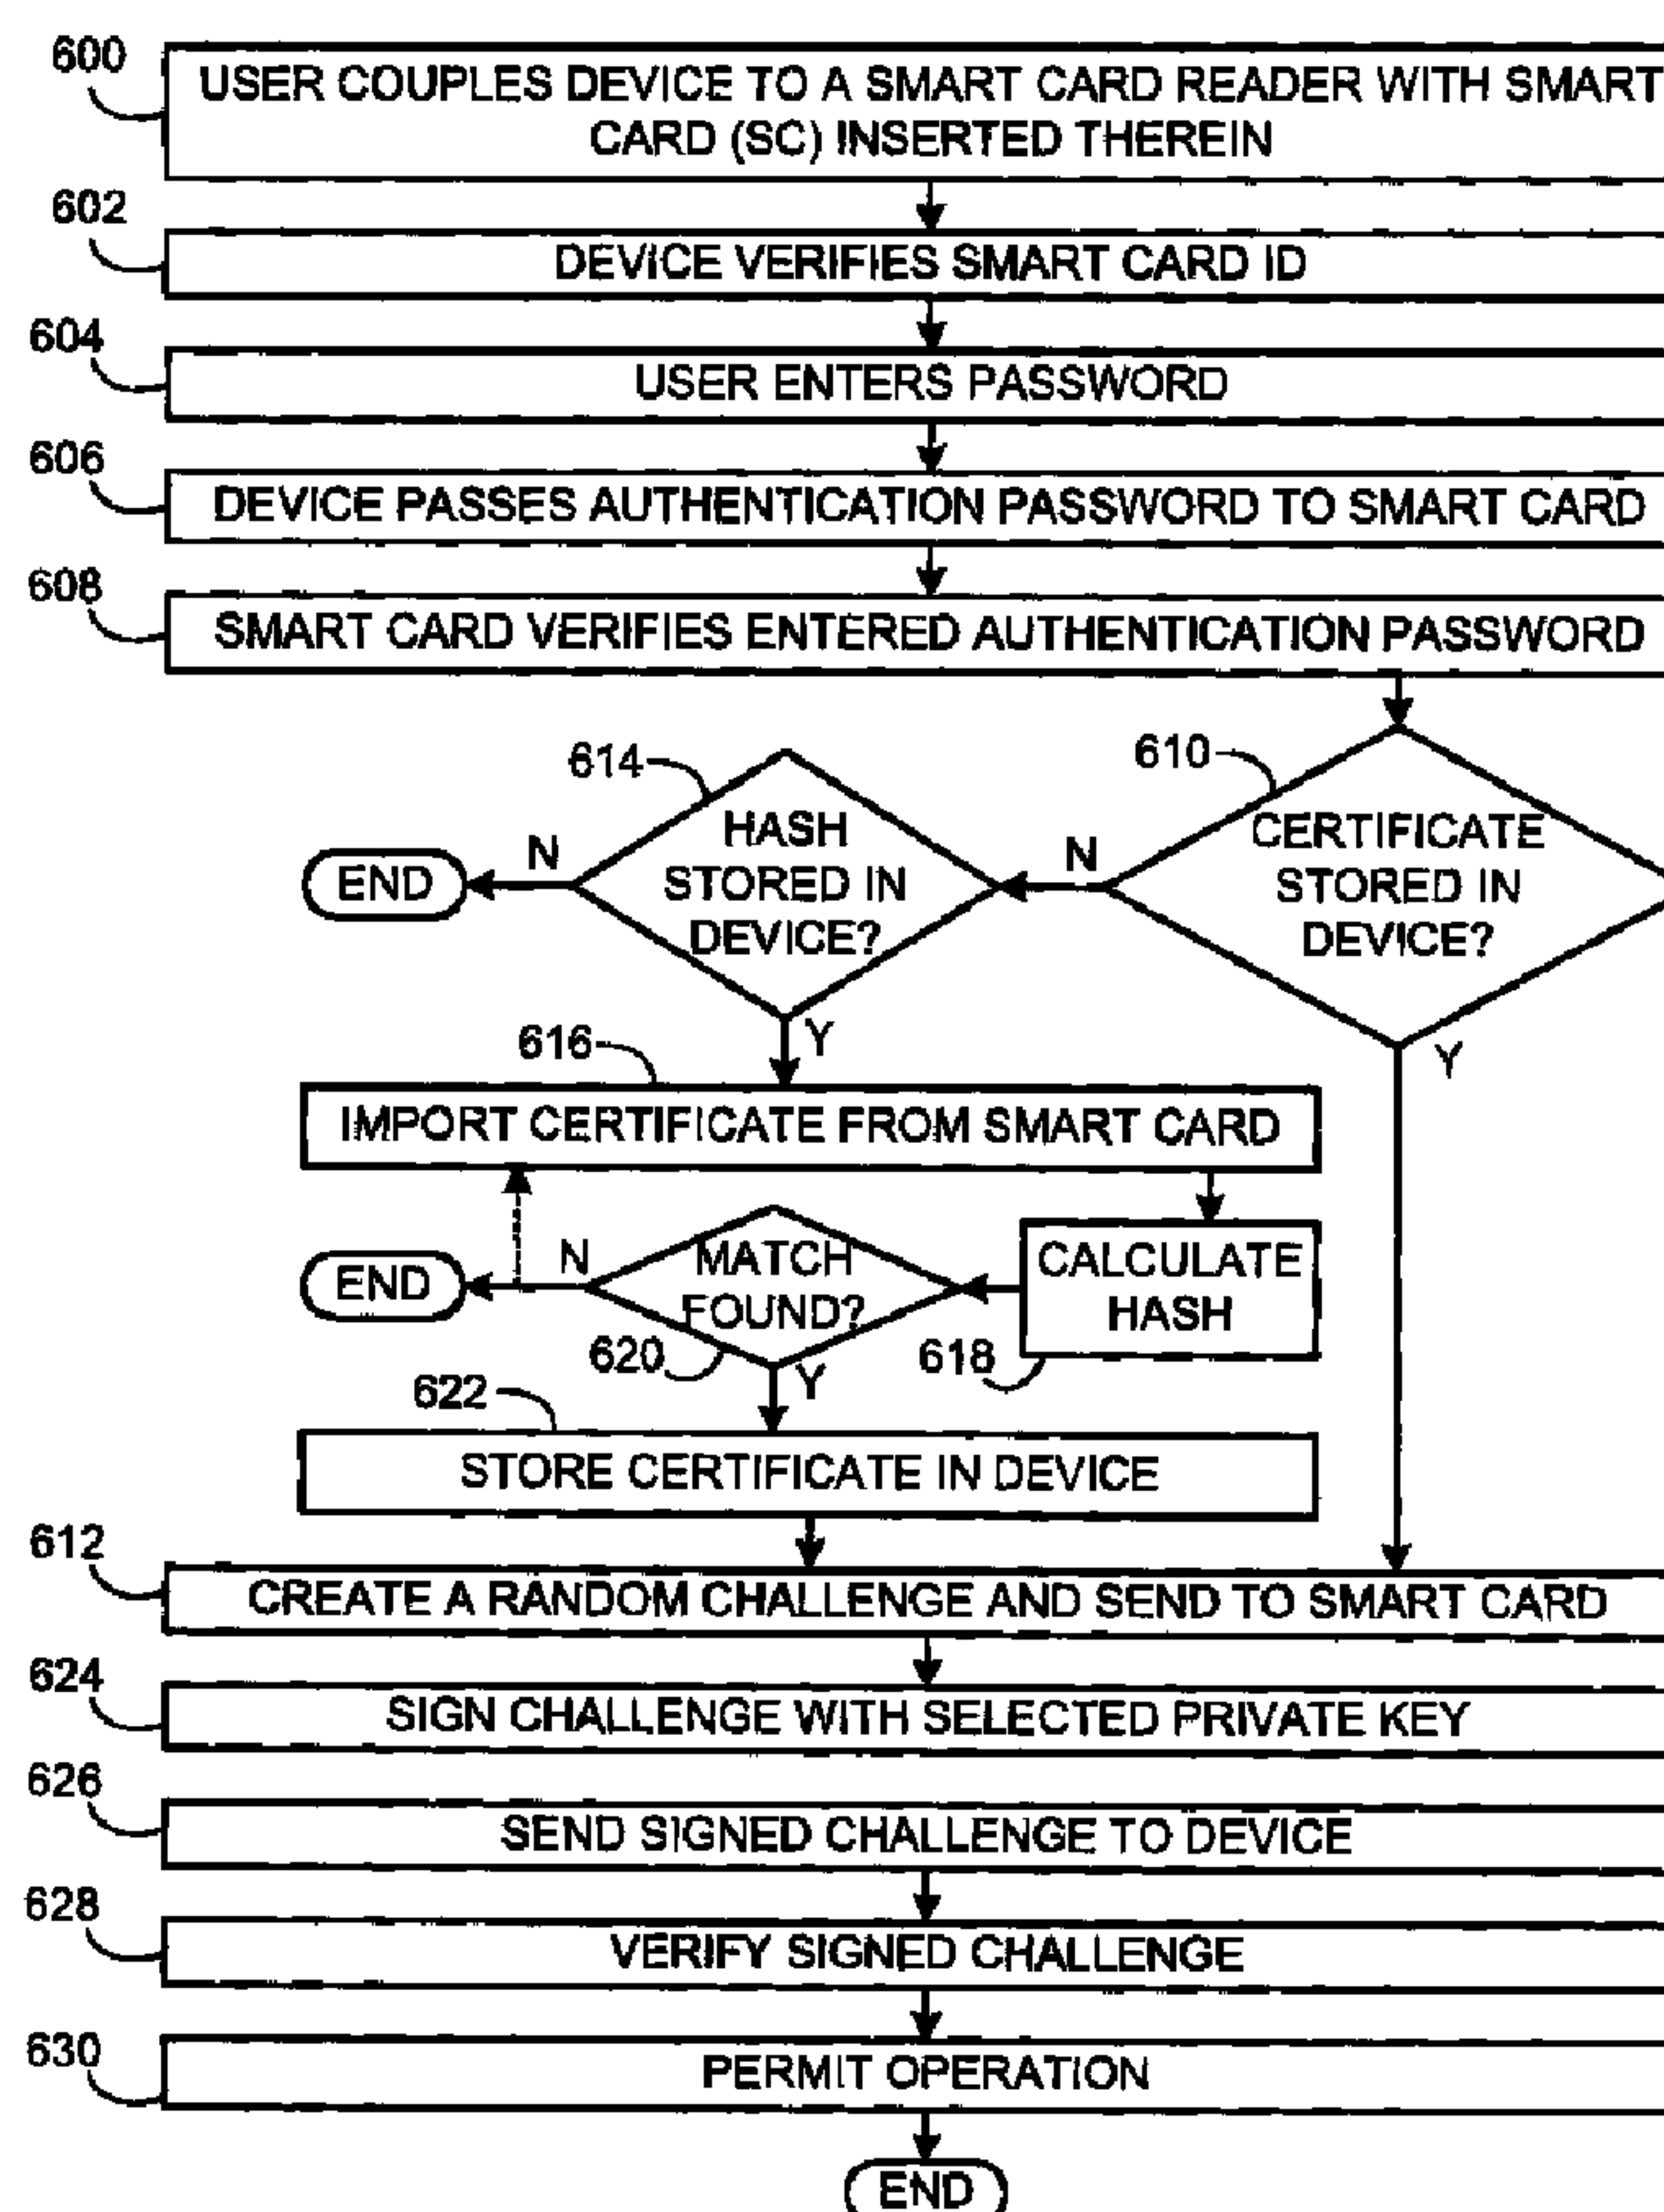 600
USER COUPLES DEVICE TO A SMART CARD READER WITH SMART
CARD (SC) INSERTED THEREIN
602
DEVICE VERIFIES SMART CARD ID
604
USER ENTERS PASSWORD
606
DEVICE PASSES AUTHENTICATION PASSWORD TO SMART CARD
608
SMART CARD VERIFIES ENTERED AUTHENTICATION PASSWORD
614
610
HASH
STORED IN
DEVICE?
CERTIFICATE
STORED IN
DEVICE?
END
N
N
Y
Y
616
IMPORT CERTIFICATE FROM SMART CARD
END
N
MATCH
FOUND?
CALCULATE
HASH
620
618
Y
622
STORE CERTIFICATE IN DEVICE
612
CREATE A RANDOM CHALLENGE AND SEND TO SMART CARD
624
SIGN CHALLENGE WITH SELECTED PRIVATE KEY
626
SEND SIGNED CHALLENGE TO DEVICE
628
VERIFY SIGNED CHALLENGE
630
PERMIT OPERATION
END